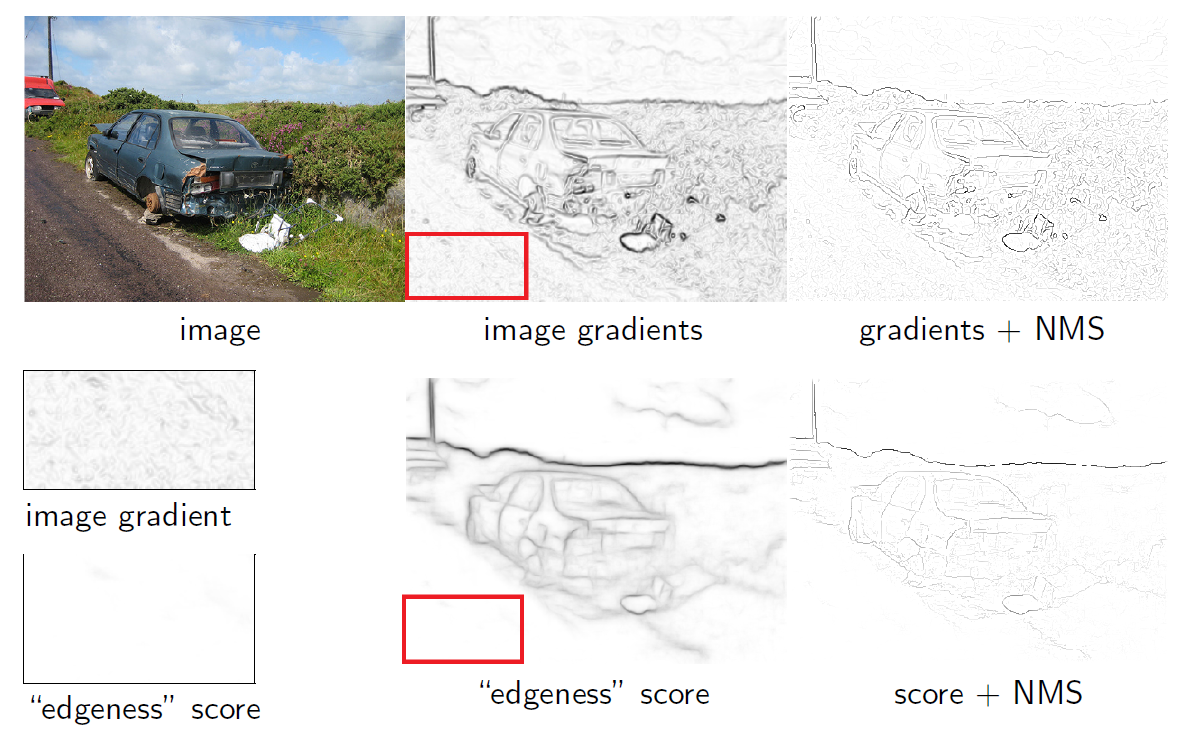 image
image gradients
gradients + NMS
image gradient
“edgeness” score
“edgeness” score
score + NMS